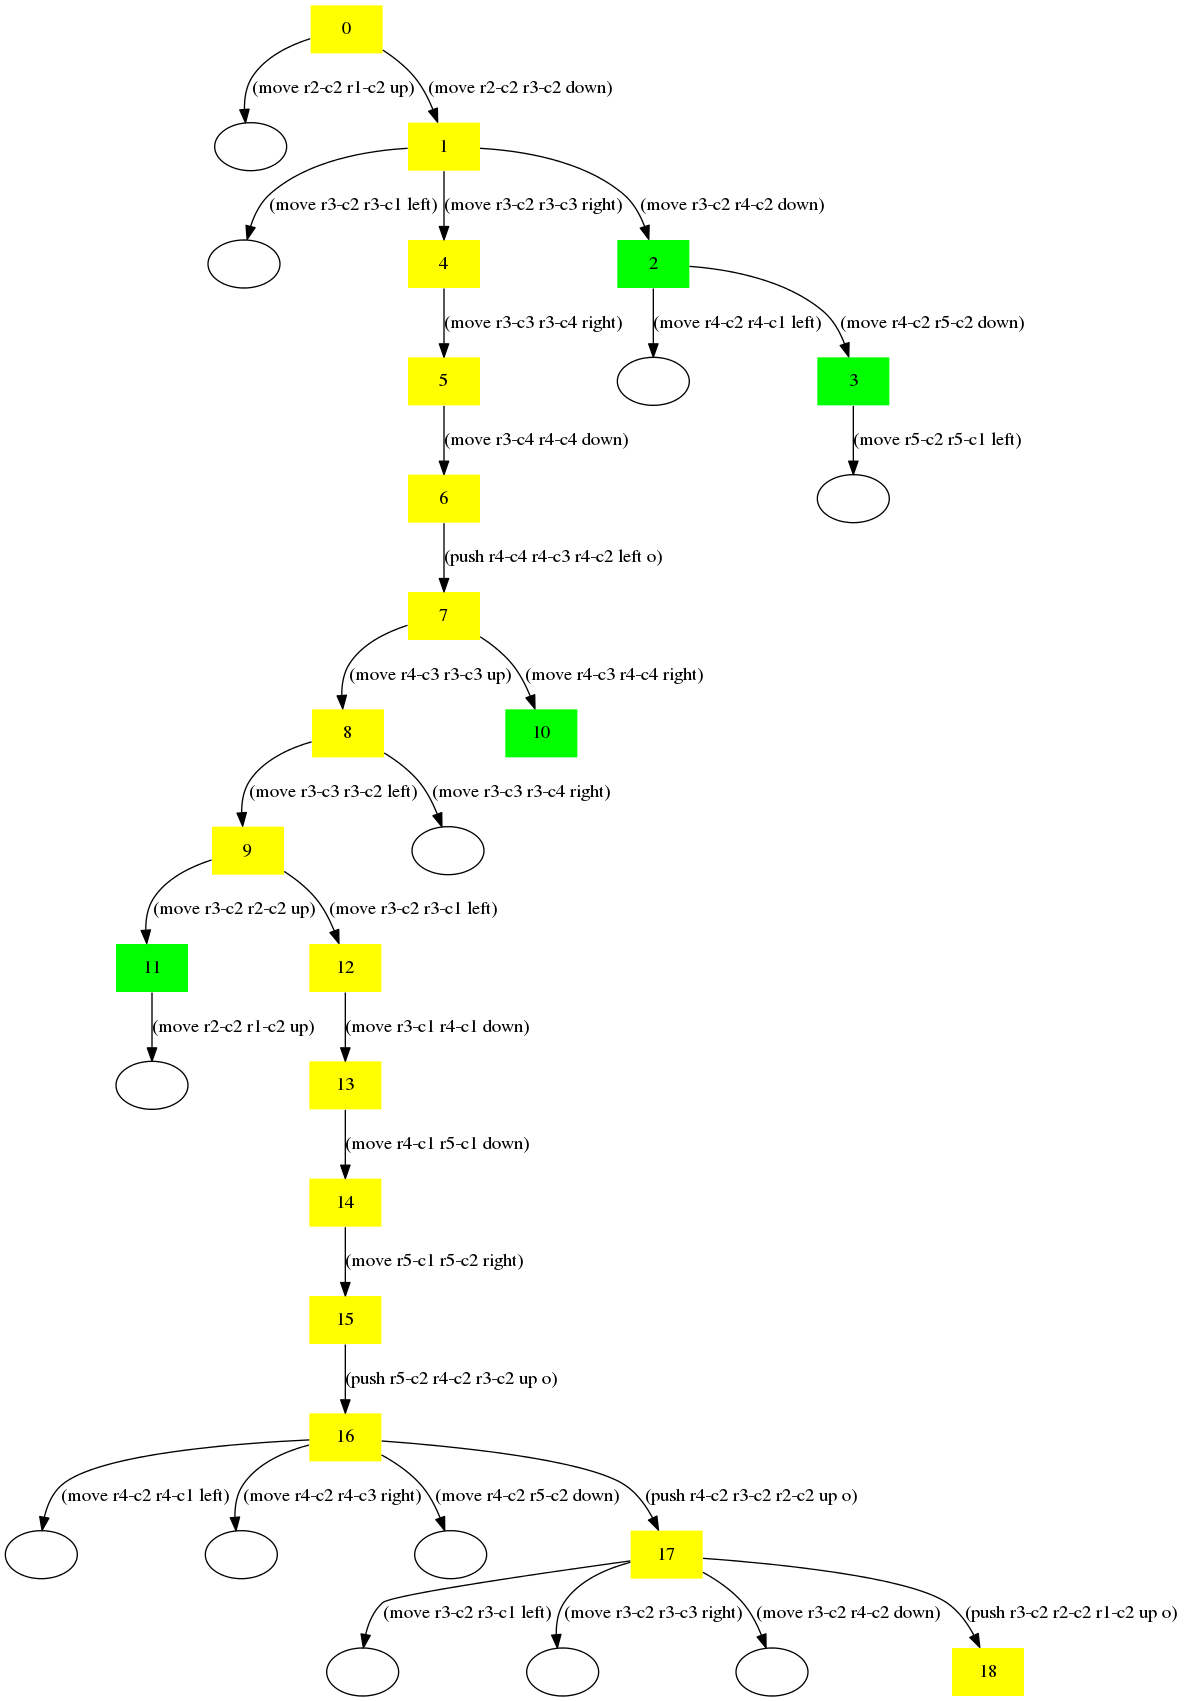 0
(move r2-c2 r1-c2 up)
(move r2-c2 r3-c2 down)
1
(move r3-c2 r3-c1 left)
(move r3-c2 r3-c3 right)
(move r3-c2 r4-c2 down)
4
2
(move r3-c3 r3-c4 right)
(move r4-c2 r4-c1 left)
(move r4-c2 r5-c2 down)
5
3
(move r3-c4 r4-c4 down)
(move r5-c2 r5-c1 left)
6
(push r4-c4 r4-c3 r4-c2 left o)
7
(move r4-c3 r3-c3 up)
(move r4-c3 r4-c4 right)
8
10
(move r3-c3 r3-c2 left)
(move r3-c3 r3-c4 right)
9
(move r3-c2 r2-c2 up)
(move r3-c2 r3-c1 left)
11
12
(move r2-c2 r1-c2 up)
(move r3-c1 r4-c1 down)
13
(move r4-c1 r5-c1 down)
14
(move r5-c1 r5-c2 right)
15
(push r5-c2 r4-c2 r3-c2 up o)
16
(move r4-c2 r4-c1 left)
(move r4-c2 r4-c3 right)
(move r4-c2 r5-c2 down)
(push r4-c2 r3-c2 r2-c2 up o)
17
(move r3-c2 r3-c1 left)
(move r3-c2 r3-c3 right)
(move r3-c2 r4-c2 down)
(push r3-c2 r2-c2 r1-c2 up o)
18